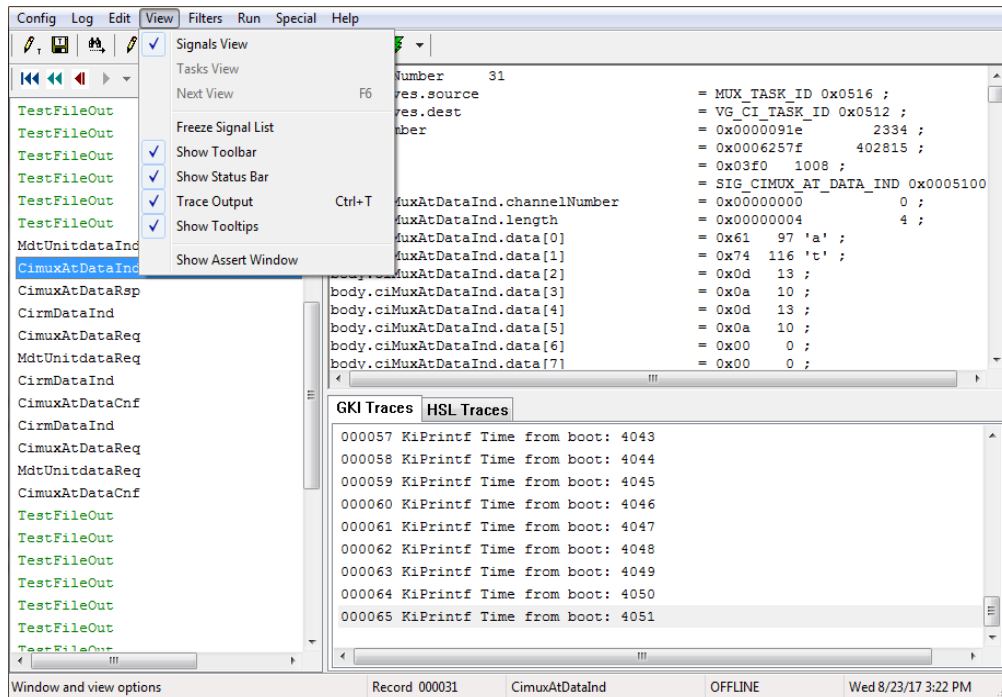 Config Log Edit View Filters Run Special Help
Signals View
Tasks View
Next View F6
Freeze Signal List
Show Toolbar
Show Status Bar
Trace Output Ctrl+T
Show Tooltips
Show Assert Window
TestFileOut
TestFileOut
TestFileOut
TestFileOut
TestFileOut
TestFileOut
MdtUnitdataInd
CimuxAtDataInd
CimuxAtDataRsp
CirmDataInd
CimuxAtDataReq
MdtUnitdataReq
CirmDataInd
CimuxAtDataCnf
CirmDataInd
CimuxAtDataReq
MdtUnitdataReq
CimuxAtDataCnf
TestFileOut
TestFileOut
TestFileOut
TestFileOut
TestFileOut
TestFileOut
TestFileOut
Number 31
ves.source = MUX_TASK_ID 0x0516 ;
ves.dest = VG_CI_TASK_ID 0x0512 ;
mber = 0x0000091e 2334 ;
= 0x0006257f 402815 ;
= 0x03f0 1008 ;
= SIG_CIMUX_AT_DATA_IND 0x0005100
MuxAtDataInd.channelNumber = 0x00000000 0 ;
MuxAtDataInd.length = 0x00000004 4 ;
MuxAtDataInd.data[0] = 0x61 97 'a' ;
MuxAtDataInd.data[1] = 0x74 116 't' ;
body.ciMuxAtDataInd.data[2] = 0x0d 13 ;
body.ciMuxAtDataInd.data[3] = 0x0a 10 ;
body.ciMuxAtDataInd.data[4] = 0x0d 13 ;
body.ciMuxAtDataInd.data[5] = 0x0a 10 ;
body.ciMuxAtDataInd.data[6] = 0x00 0 ;
body.ciMuxAtDataInd.data[7] = 0x00 0 ;
GKI Traces HSL Traces
000057 KiPrintf Time from boot: 4043
000058 KiPrintf Time from boot: 4044
000059 KiPrintf Time from boot: 4045
000060 KiPrintf Time from boot: 4046
000061 KiPrintf Time from boot: 4047
000062 KiPrintf Time from boot: 4048
000063 KiPrintf Time from boot: 4049
000064 KiPrintf Time from boot: 4050
000065 KiPrintf Time from boot: 4051
Window and view options Record 000031 CimuxAtDataInd OFFLINE Wed 8/23/17 3:22 PM